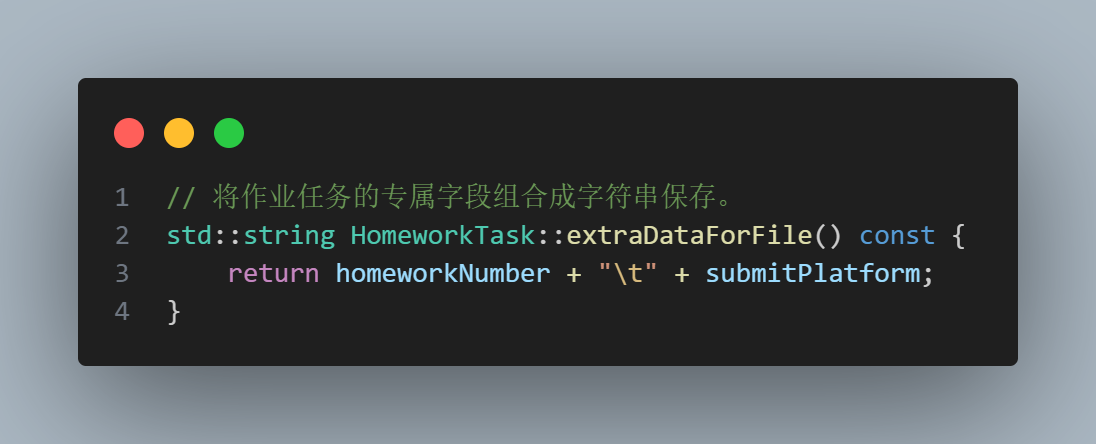 1 // 将作业任务的专属字段组合成字符串保存。
2 std::string HomeworkTask::extraDataForFile() const {
3     return homeworkNumber + "\t" + submitPlatform;
4 }